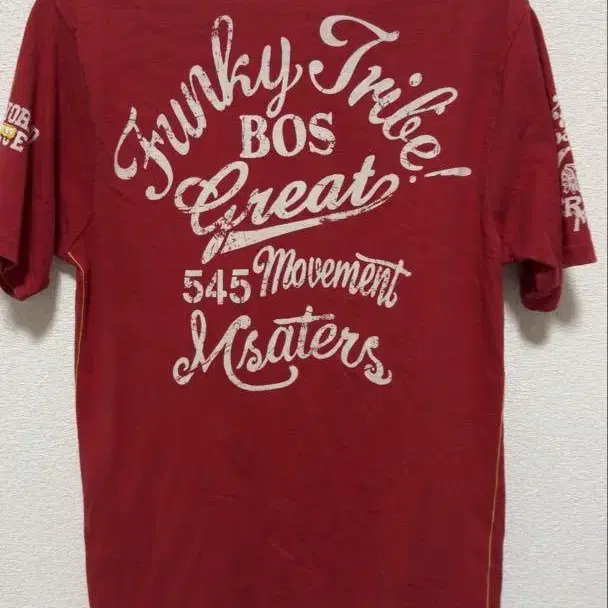 Funky Tribe!
BOS
Great
545 Movement
Msaters